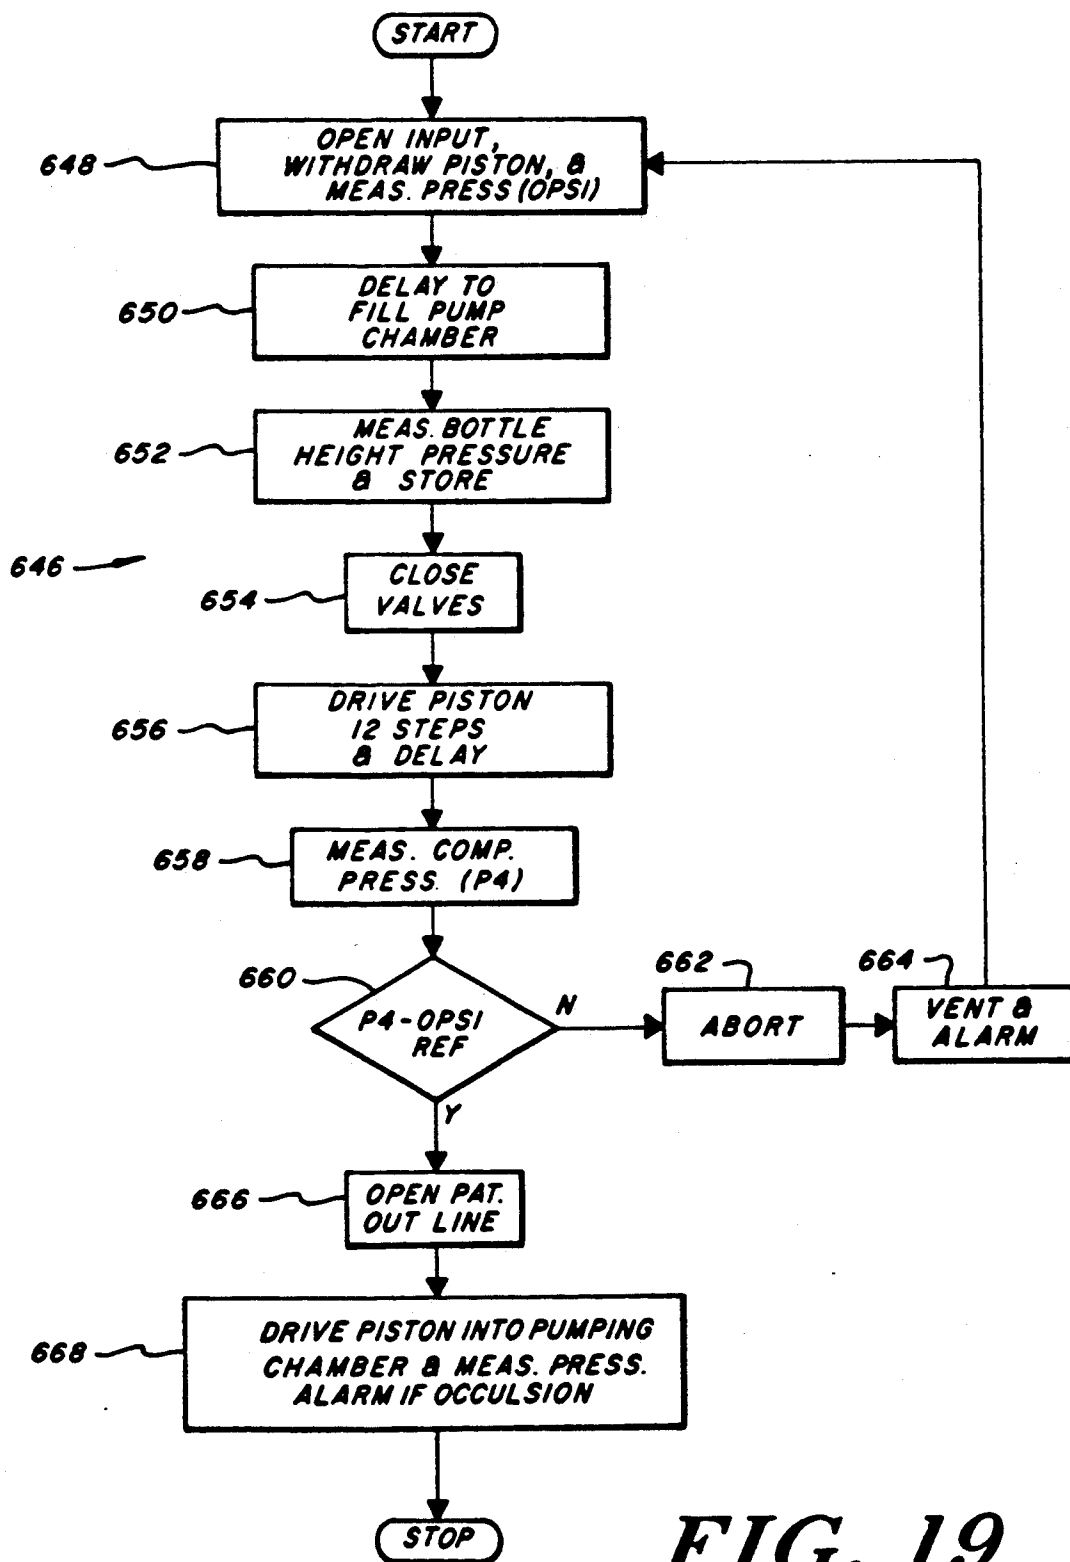 START
648
OPEN INPUT,
WITHDRAW PISTON, &
MEAS. PRESS (OPSI)
650
DELAY TO
FILL PUMP
CHAMBER
652
MEAS. BOTTLE
HEIGHT PRESSURE
& STORE
646
654
CLOSE
VALVES
656
DRIVE PISTON
12 STEPS
& DELAY
658
MEAS. COMP.
PRESS. (P4)
660
P4-OPSI
REF
N
Y
662
ABORT
664
VENT &
ALARM
666
OPEN PAT.
OUT LINE
668
DRIVE PISTON INTO PUMPING
CHAMBER & MEAS. PRESS.
ALARM IF OCCULSION
STOP
FIG. 19